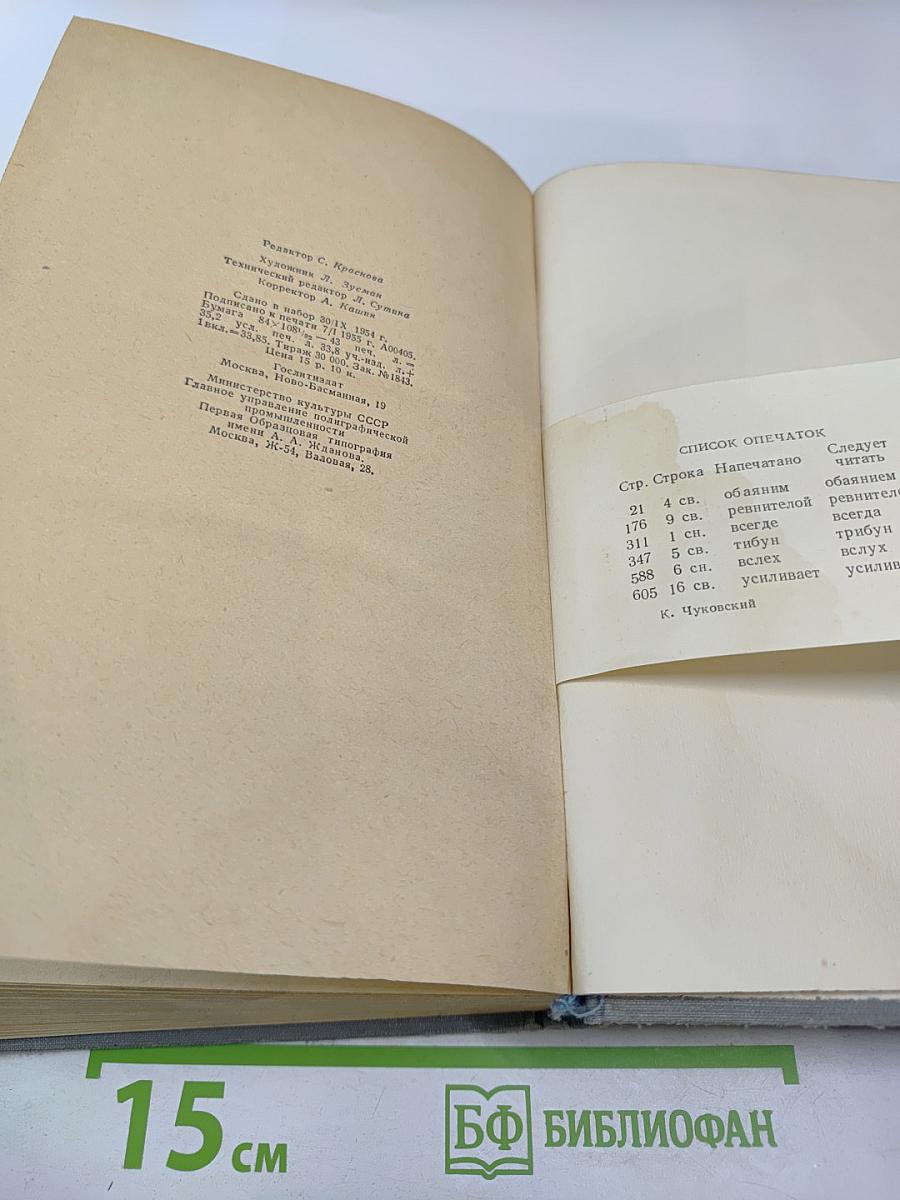 Редактор С. Краснова
Художник Л. Зусман
Технический редактор Л. Сутина
Корректор А. Кашин
Сдано в набор 30/IX 1954 г.
Подписано к печати 7/I 1955 г. А00405.
Бумага 84×108¹/₃₂ — 43 печ. л. =
35,2 усл. печ. л. 33,8 уч.-изд. л.+
1 вкл.=33,85. Тираж 30 000. Зак. №1843.
Цена 15 р. 10 к.
Гослитиздат
Москва, Ново-Басманная, 19
Министерство культуры СССР
Главное управление полиграфической
промышленности
Первая Образцовая типография
имени А. А. Жданова.
Москва, Ж-54, Валовая, 28.
СПИСОК ОПЕЧАТОК
Стр. Строка Напечатано Следует читать
21 4 св. обаяним обаянием
176 9 св. ревнителой
311 1 сн. всегде всегда
347 5 св. тибун трибун
588 6 сн. вслех вслух
605 16 св. усиливает
К. Чуковский
15 см
БФ БИБЛИОФАН